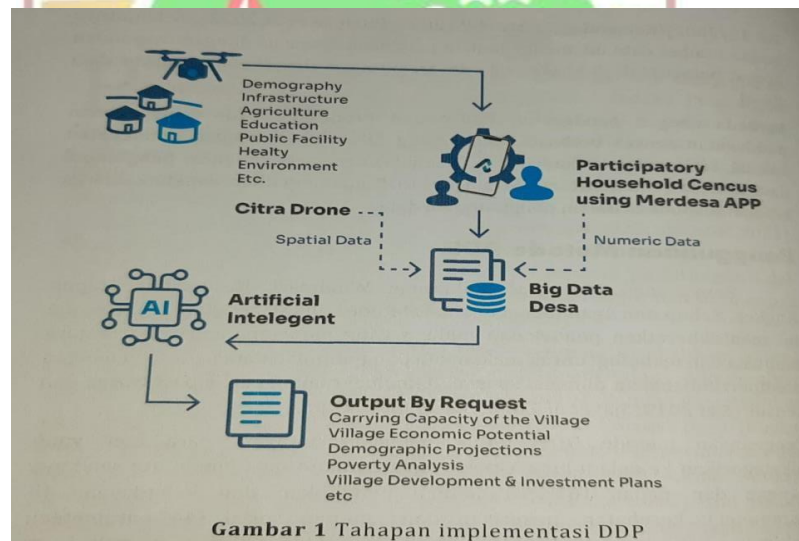 Demography
Infrastructure
Agriculture
Education
Public Facility
Healty
Environment
Etc.
Participatory
Household Cencus
using Merdesa APP
Citra Drone
Spatial Data
Numeric Data
Big Data
Desa
AI
Artificial
Intelegent
Output By Request
Carrying Capacity of the Village
Village Economic Potential
Demographic Projections
Poverty Analysis
Village Development & Investment Plans
etc
Gambar 1 Tahapan implementasi DDP